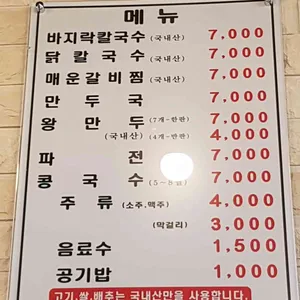 메뉴
바지락칼국수 (국내산) 7,000
닭칼국수 (국내산) 7,000
매운갈비찜 (국내산) 7,000
만두국 7,000
왕만두 (7개-한판) 7,000
(국내산) (4개-반판) 4,000
파전 7,000
콩국수 (5~8월) 7,000
주류 (소주,맥주) 4,000
(막걸리) 3,000
음료수 1,500
공기밥 1,000
고기,쌀,배추는 국내산만을 사용합니다.